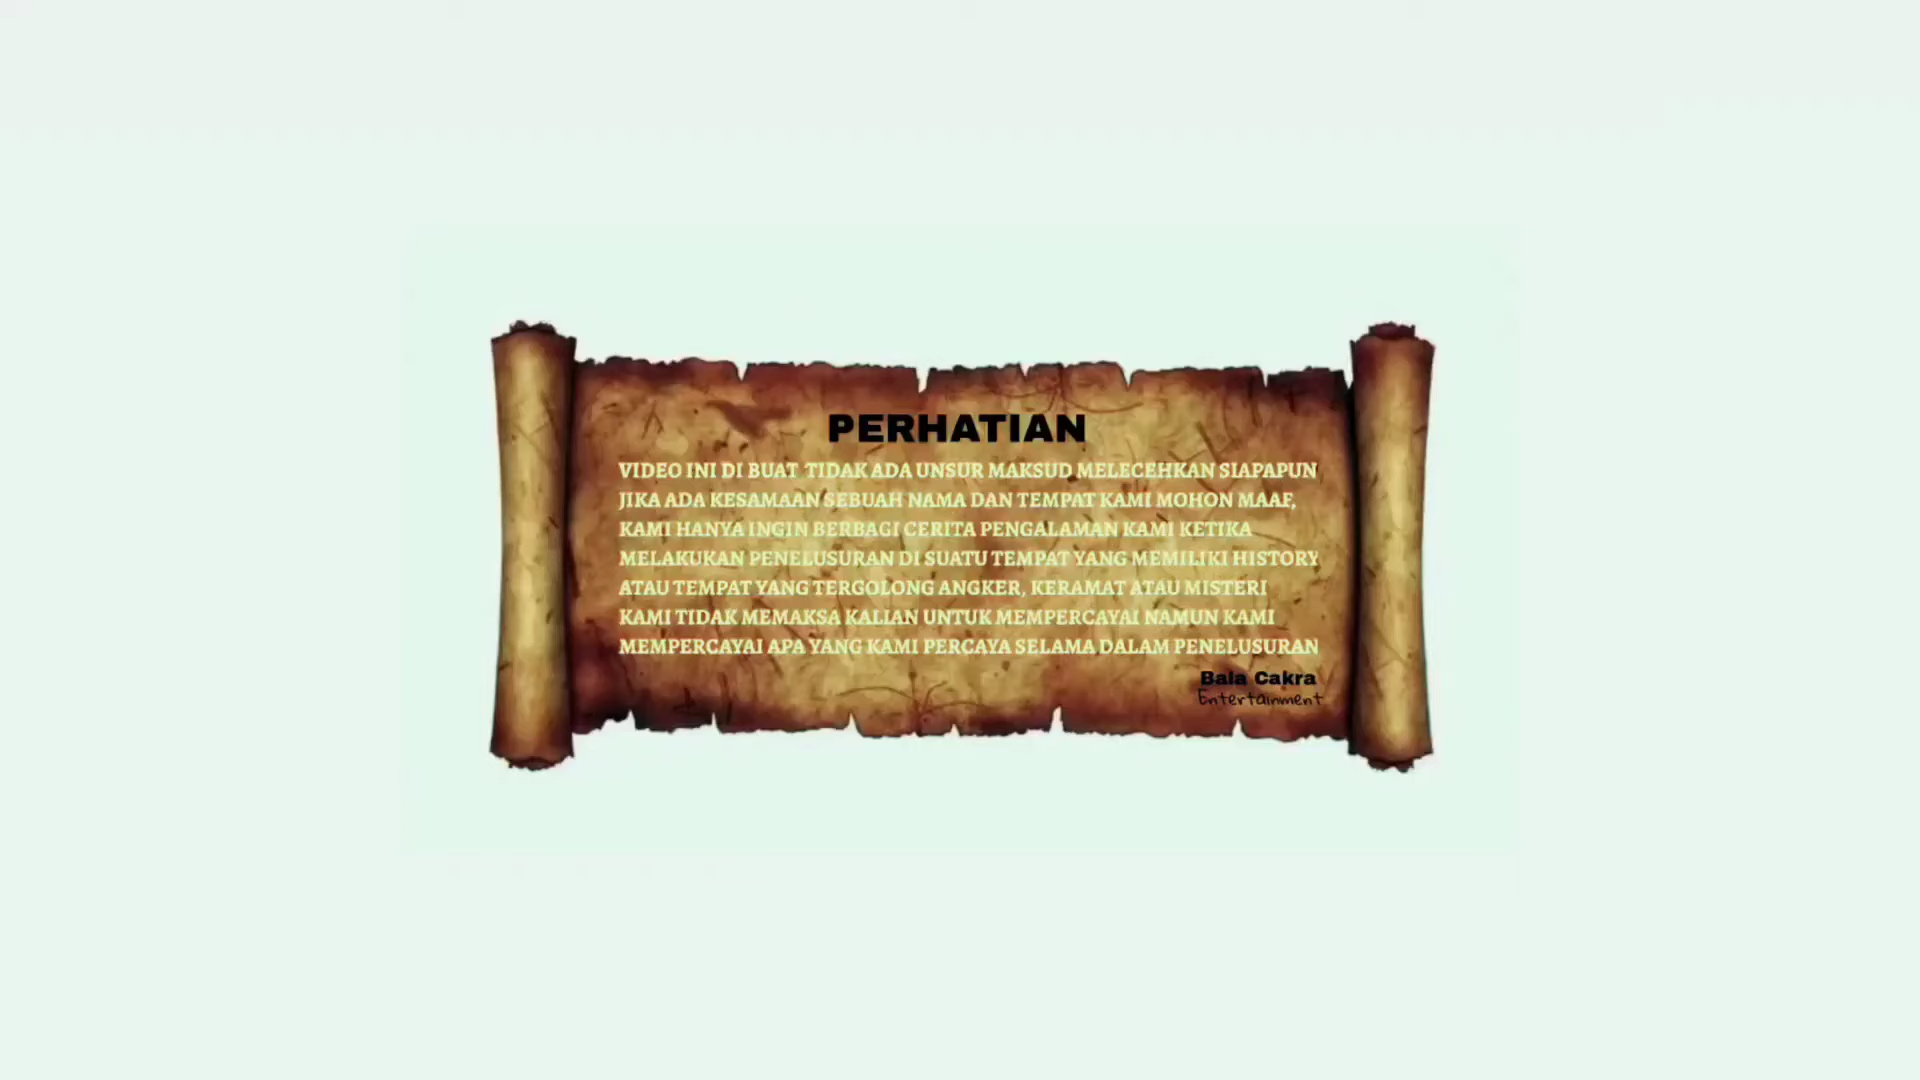 PERHATIAN
VIDEO INI DI BUAT TIDAK ADA UNSUR MAKSUD MELECEHKAN SIAPAPUN
JIKA ADA KESAMAAN SEBUAH NAMA DAN TEMPAT KAMI MOHON MAAF,
KAMI HANYA INGIN BERBAGI CERITA PENGALAMAN KAMI KETIKA
MELAKUKAN PENELUSURAN DI SUATU TEMPAT YANG MEMILIKI HISTORY
ATAU TEMPAT YANG TERGOLONG ANGKER, KERAMAT ATAU MISTERI
KAMI TIDAK MEMAKSA KALIAN UNTUK MEMPERCAYAI NAMUN KAMI
MEMPERCAYAI APA YANG KAMI PERCAYA SELAMA DALAM PENELUSURAN
Bala Cakra
Entertainment